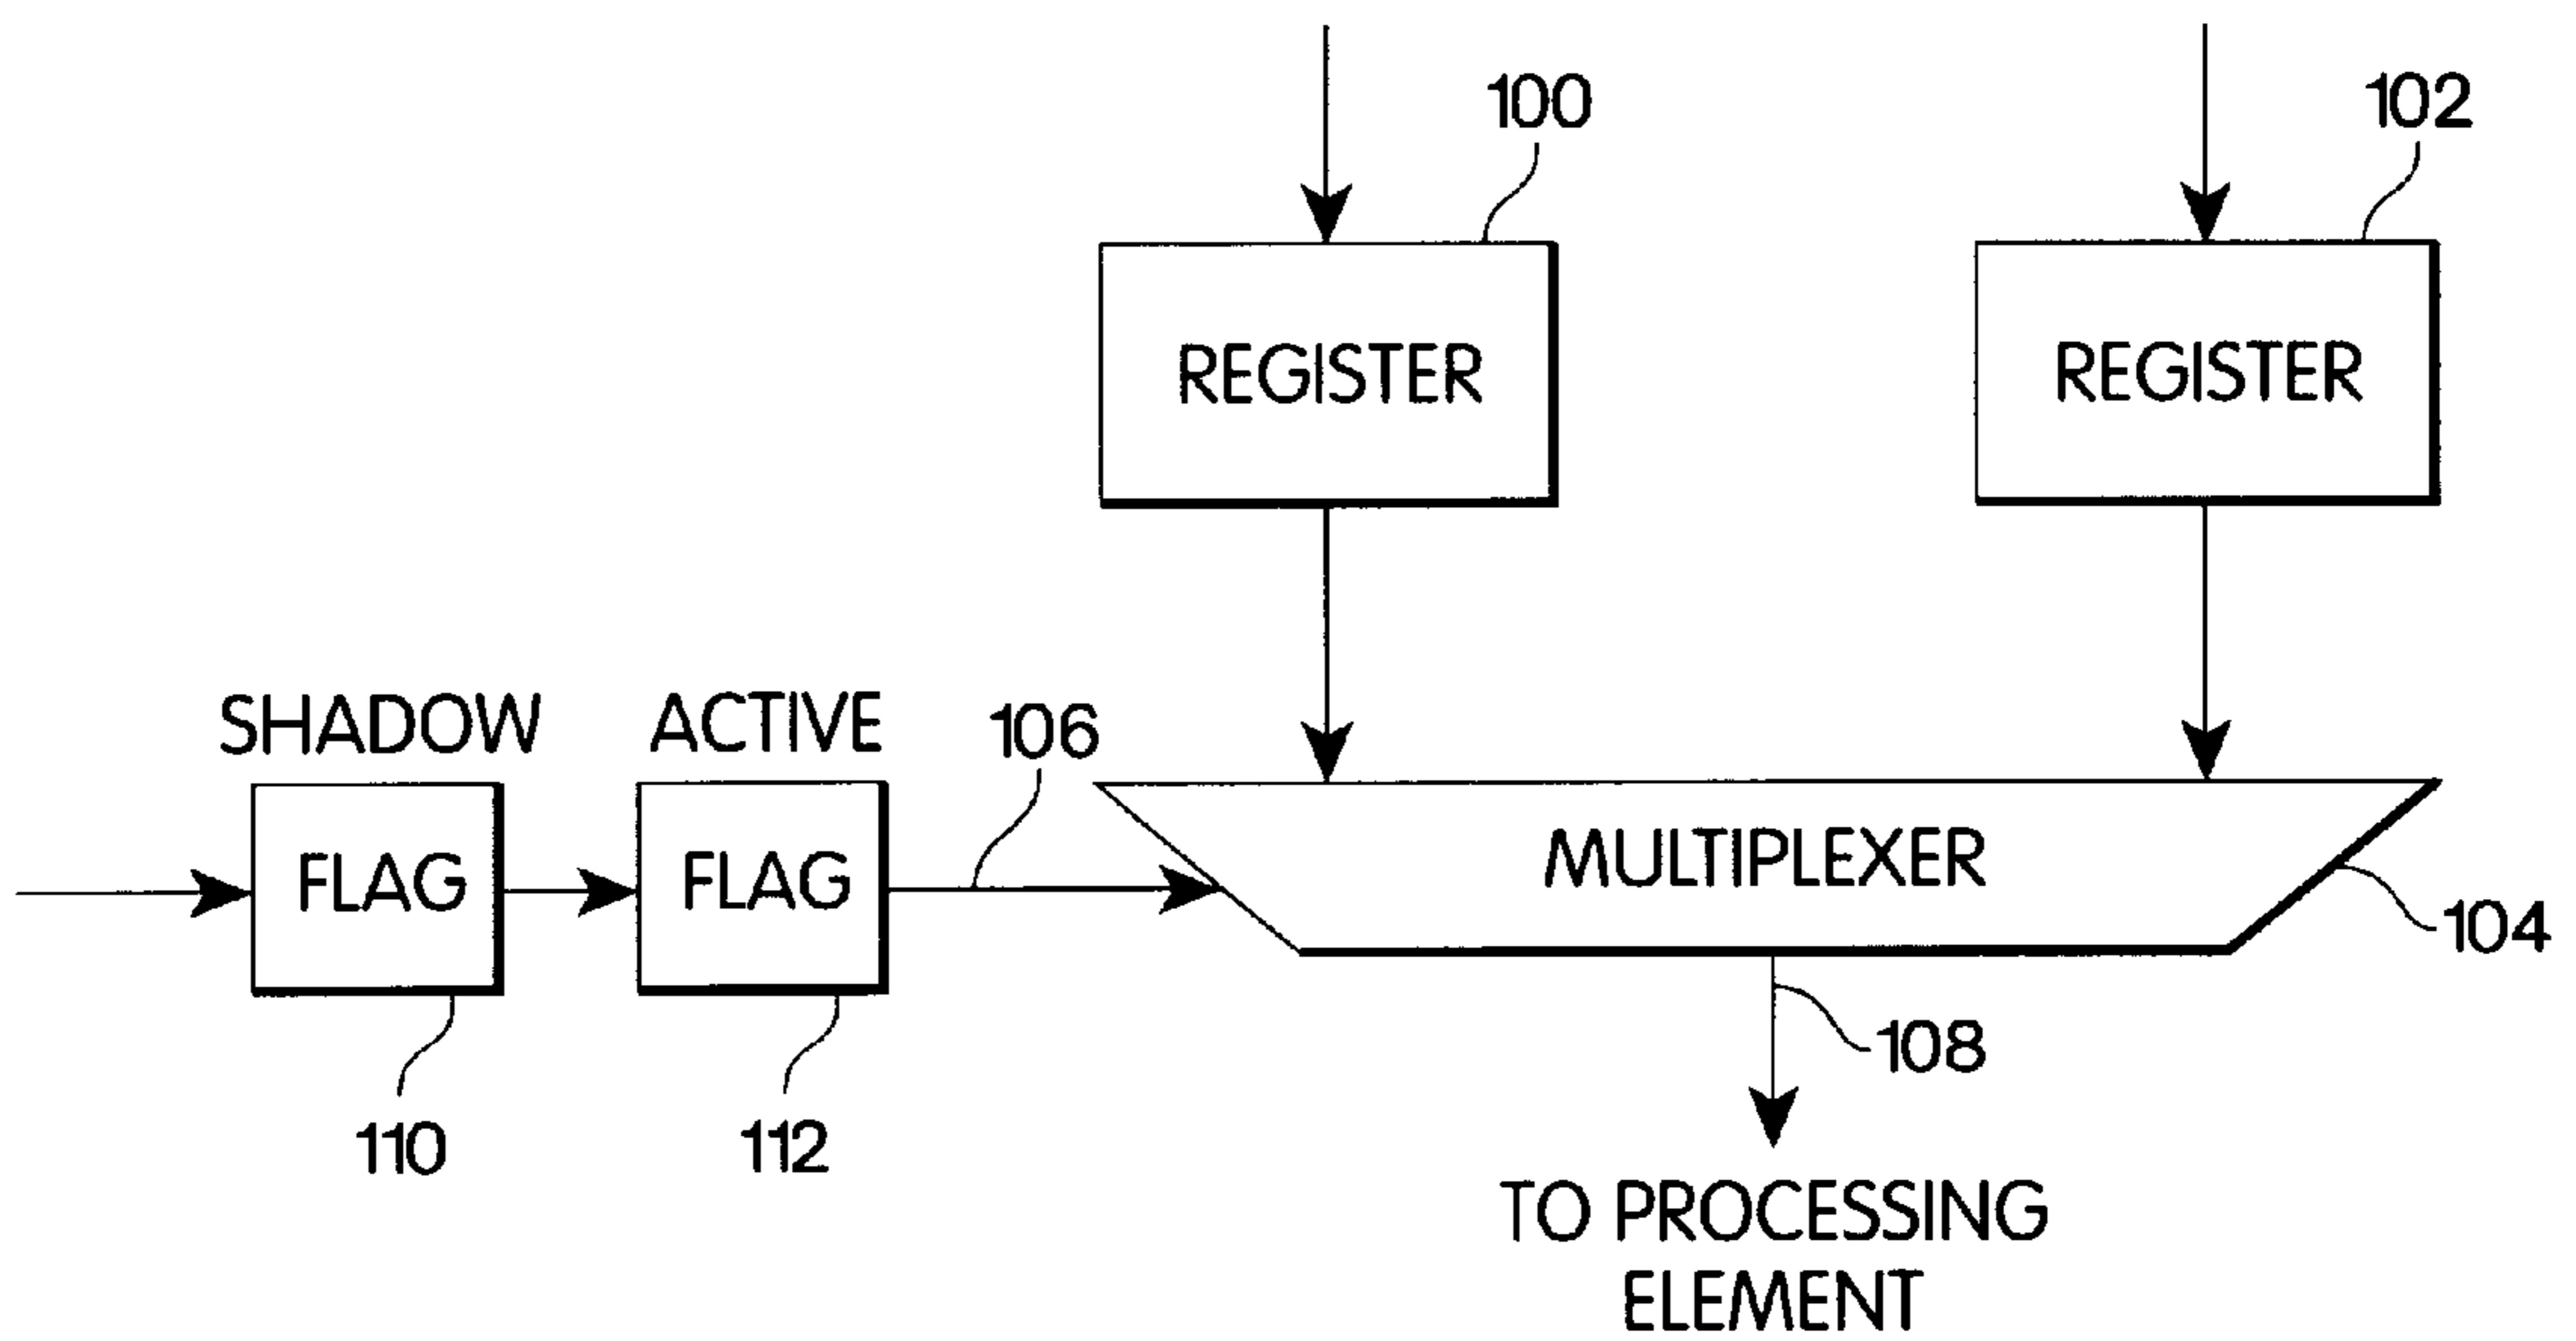 100
102
REGISTER
REGISTER
SHADOW
ACTIVE
106
FLAG
FLAG
MULTIPLEXER
104
108
110
112
TO PROCESSING
ELEMENT